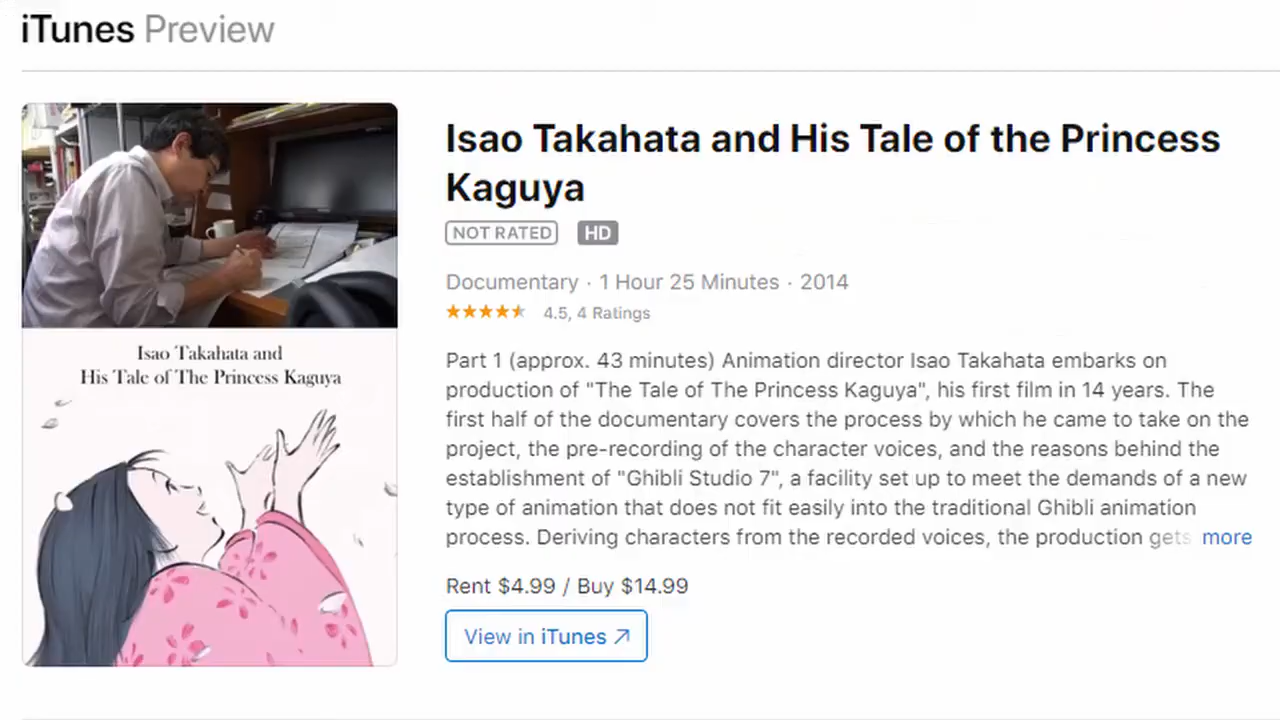 iTunes Preview
Isao Takahata and His Tale of the Princess
Kaguya
NOT RATED HD
Documentary · 1 Hour 25 Minutes · 2014
4.5, 4 Ratings
Isao Takahata and
His Tale of The Princess Kaguya
Part 1 (approx. 43 minutes) Animation director Isao Takahata embarks on
production of "The Tale of The Princess Kaguya", his first film in 14 years. The
first half of the documentary covers the process by which he came to take on the
project, the pre-recording of the character voices, and the reasons behind the
establishment of "Ghibli Studio 7", a facility set up to meet the demands of a new
type of animation that does not fit easily into the traditional Ghibli animation
process. Deriving characters from the recorded voices, the production gets more
Rent $4.99 / Buy $14.99
View in iTunes ↗